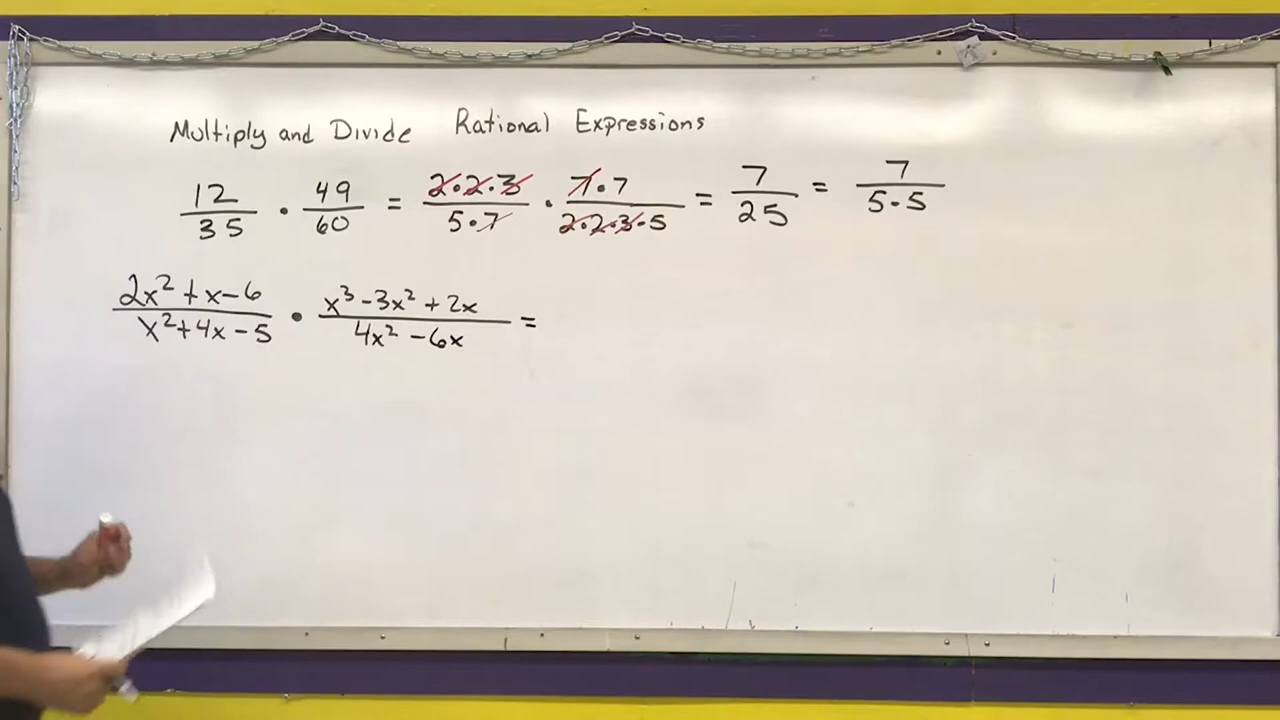 Multiply and Divide Rational Expressions
12/35 · 49/60 = 2·2·3/5·7 · 7·7/2·2·3·5 = 7/25 = 7/5·5
2x² + x - 6/x² + 4x - 5 · x³ - 3x² + 2x/4x² - 6x =